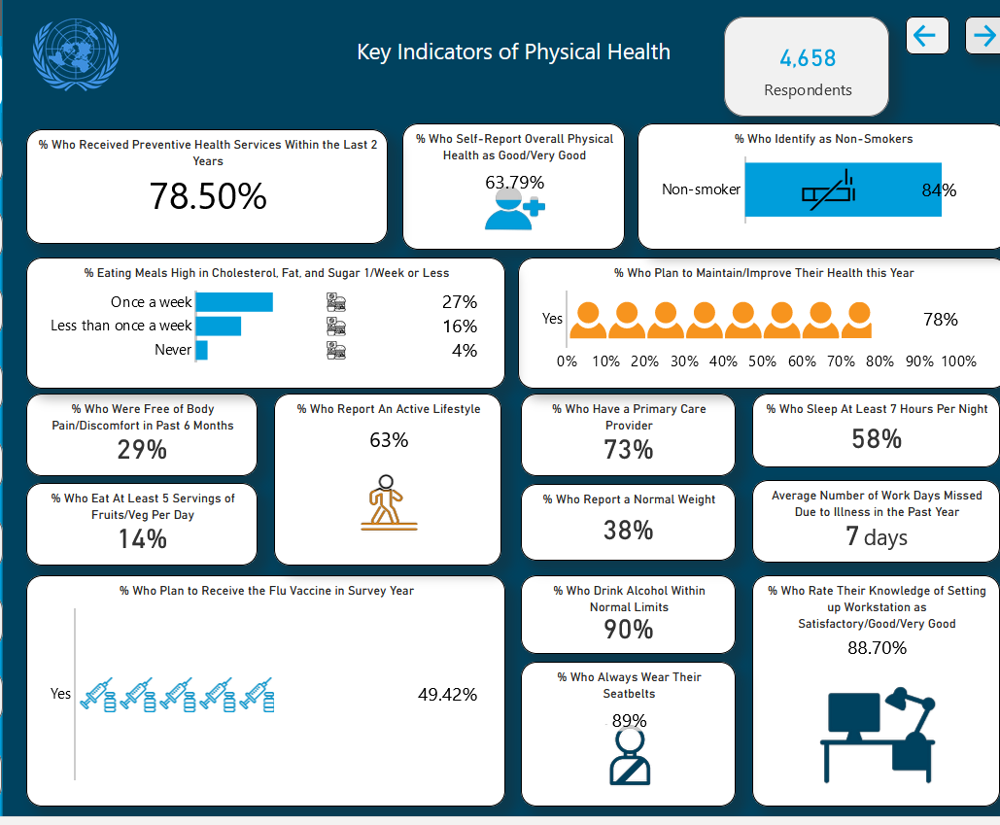 Key Indicators of Physical Health
4,658
Respondents
% Who Received Preventive Health Services Within the Last 2
Years
78.50%
% Who Self-Report Overall Physical
Health as Good/Very Good
63.79%
% Who Identify as Non-Smokers
Non-smoker
84%
% Eating Meals High in Cholesterol, Fat, and Sugar 1/Week or Less
Once a week
27%
Less than once a week
16%
Never
4%
% Who Plan to Maintain/Improve Their Health this Year
Yes
78%
0% 10% 20% 30% 40% 50% 60% 70% 80% 90% 100%
% Who Were Free of Body
Pain/Discomfort in Past 6 Months
29%
% Who Report An Active Lifestyle
63%
% Who Have a Primary Care
Provider
73%
% Who Sleep At Least 7 Hours Per Night
58%
% Who Eat At Least 5 Servings of
Fruits/Veg Per Day
14%
% Who Report a Normal Weight
38%
Average Number of Work Days Missed
Due to Illness in the Past Year
7 days
% Who Plan to Receive the Flu Vaccine in Survey Year
Yes
49.42%
% Who Drink Alcohol Within
Normal Limits
90%
% Who Rate Their Knowledge of Setting
up Workstation as
Satisfactory/Good/Very Good
88.70%
% Who Always Wear Their
Seatbelts
89%